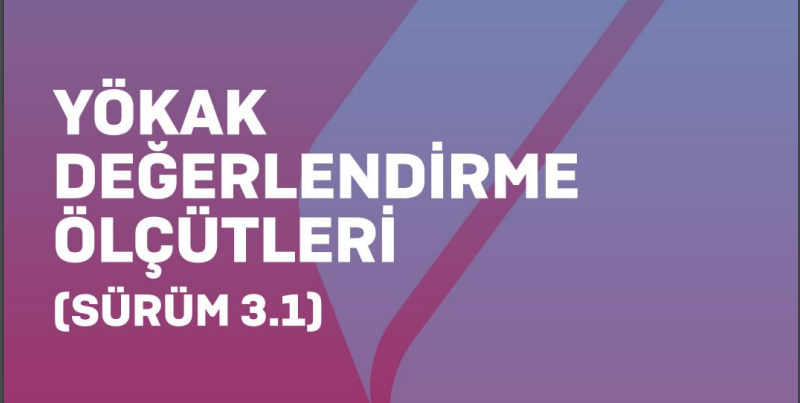 YÖKAK
DEĞERLENDİRME
ÖLÇÜTLERİ
(SÜRÜM 3.1)